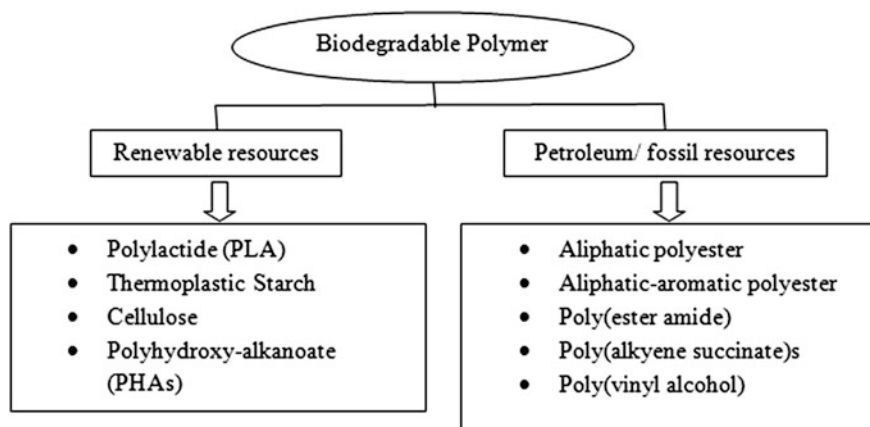 Biodegradable Polymer
Renewable resources
Petroleum/ fossil resources
• Polylactide (PLA)
• Thermoplastic Starch
• Cellulose
• Polyhydroxy-alkanoate
(PHAs)
• Aliphatic polyester
• Aliphatic-aromatic polyester
• Poly(ester amide)
• Poly(alkyene succinate)s
• Poly(vinyl alcohol)